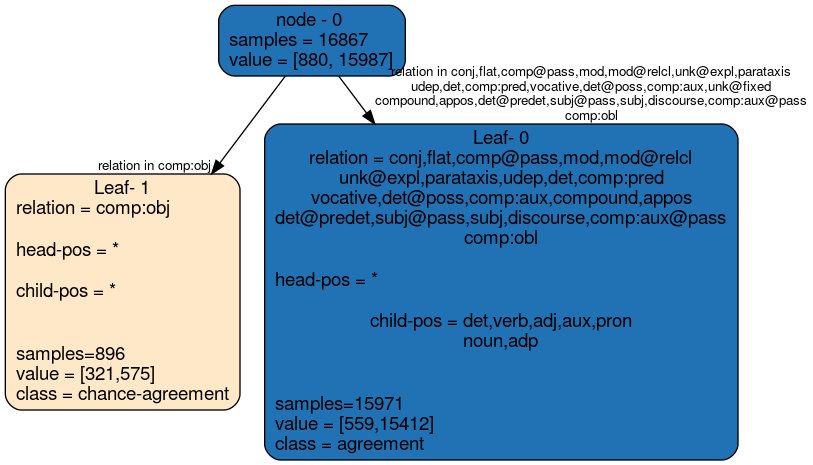 node - 0
samples = 16867
value = [880, 15987]
relation in conj,flat,comp@pass,mod,mod@relcl,unk@expl,parataxis
udep,det,comp:pred,vocative,det@poss,comp:aux,unk@fixed
compound,appos,det@predet,subj@pass,subj,discourse,comp:aux@pass
comp:obl
relation in comp:obj
Leaf- 1
relation = comp:obj
head-pos = *
child-pos = *
samples=896
value = [321,575]
class = chance-agreement
Leaf- 0
relation = conj,flat,comp@pass,mod,mod@relcl
unk@expl,parataxis,udep,det,comp:pred
vocative,det@poss,comp:aux,compound,appos
det@predet,subj@pass,subj,discourse,comp:aux@pass
comp:obl
head-pos = *
child-pos = det,verb,adj,aux,pron
noun,adp
samples=15971
value = [559,15412]
class = agreement